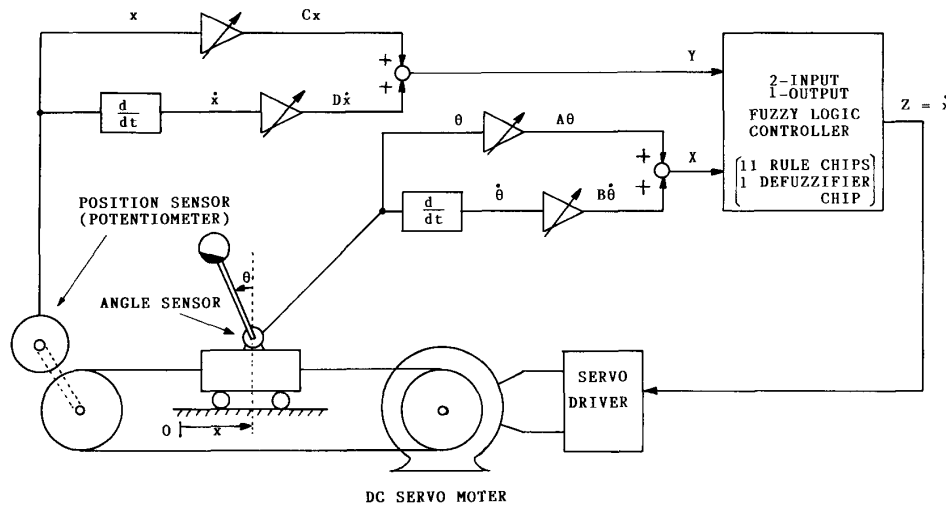 x
Cx
Y
2-INPUT
1-OUTPUT
FUZZY LOGIC
CONTROLLER
(11 RULE CHIPS
1 DEFUZZIFIER
CHIP)
+
+
d/dt
ẋ
Dẋ
Z = ẋ
θ
Aθ
+
+
X
d/dt
θ̇
Bθ̇
POSITION SENSOR
(POTENTIOMETER)
θ
ANGLE SENSOR
SERVO
DRIVER
0
x
DC SERVO MOTER